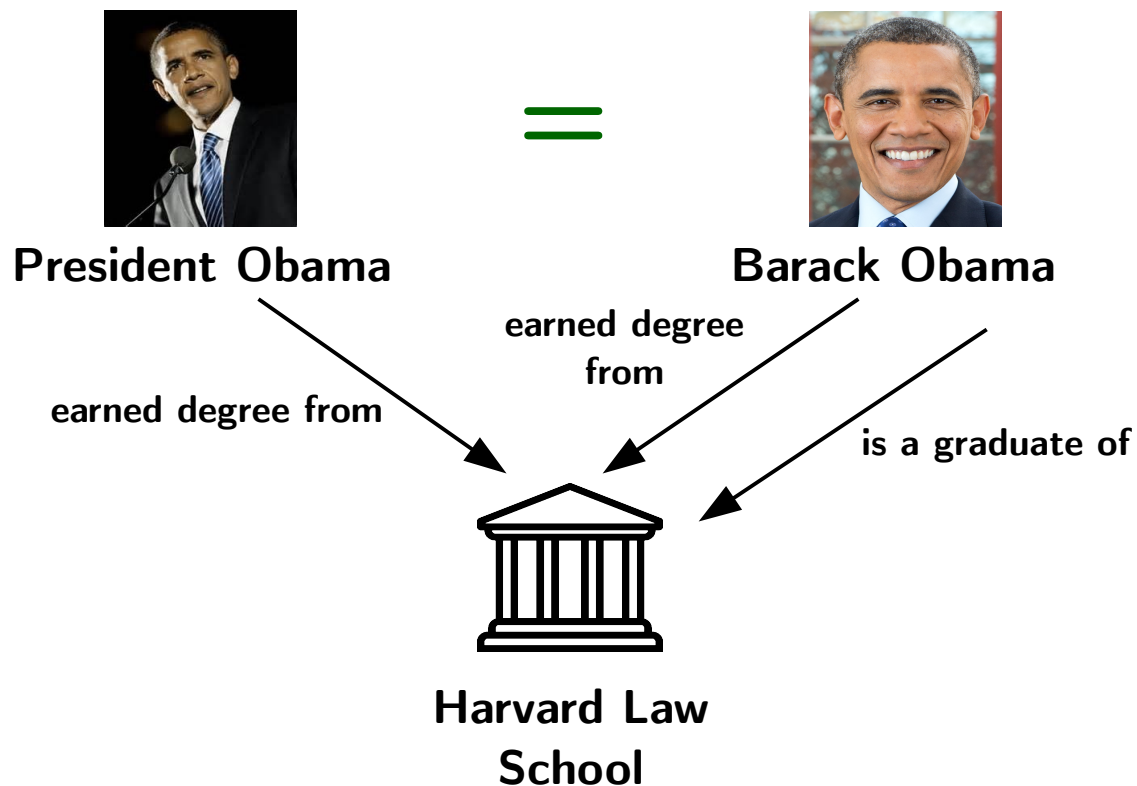 President Obama
Barack Obama
earned degree
from
earned degree from
is a graduate of
Harvard Law
School